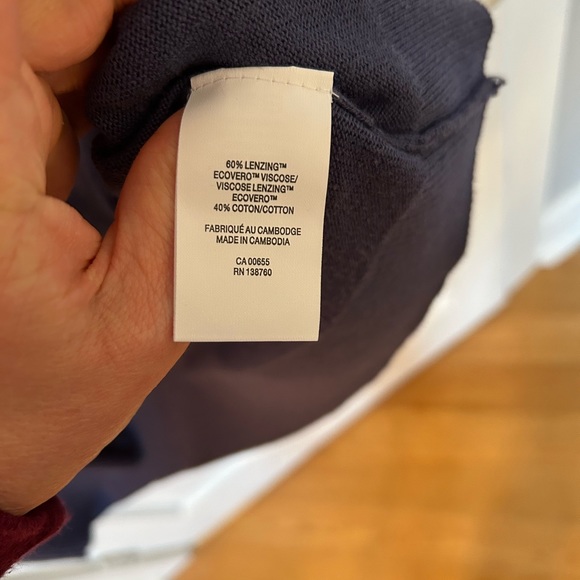 60% LENZING™
ECOVERO™ VISCOSE/
VISCOSE LENZING™
ECOVERO™
40% COTON/COTTON
FABRIQUÉ AU CAMBODGE
MADE IN CAMBODIA
CA 00655
RN 138760